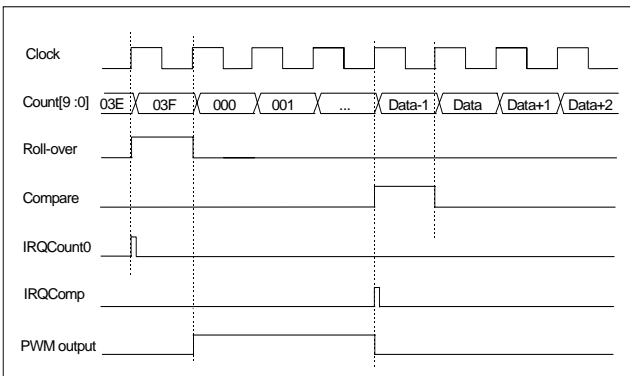 Clock
Count[9 :0] 03E 03F 000 001 ... Data-1 Data Data+1 Data+2
Roll-over
Compare
IRQCount0
IRQComp
PWM output